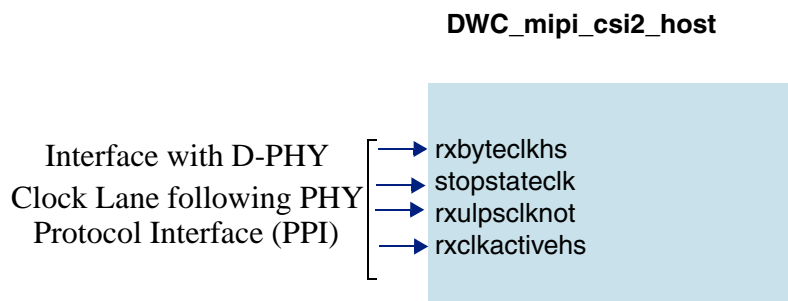 DWC_mipi_csi2_host
Interface with D-PHY
Clock Lane following PHY
Protocol Interface (PPI)
rxbyteclkhs
stopstateclk
rxulpsclknot
rxclkactivehs